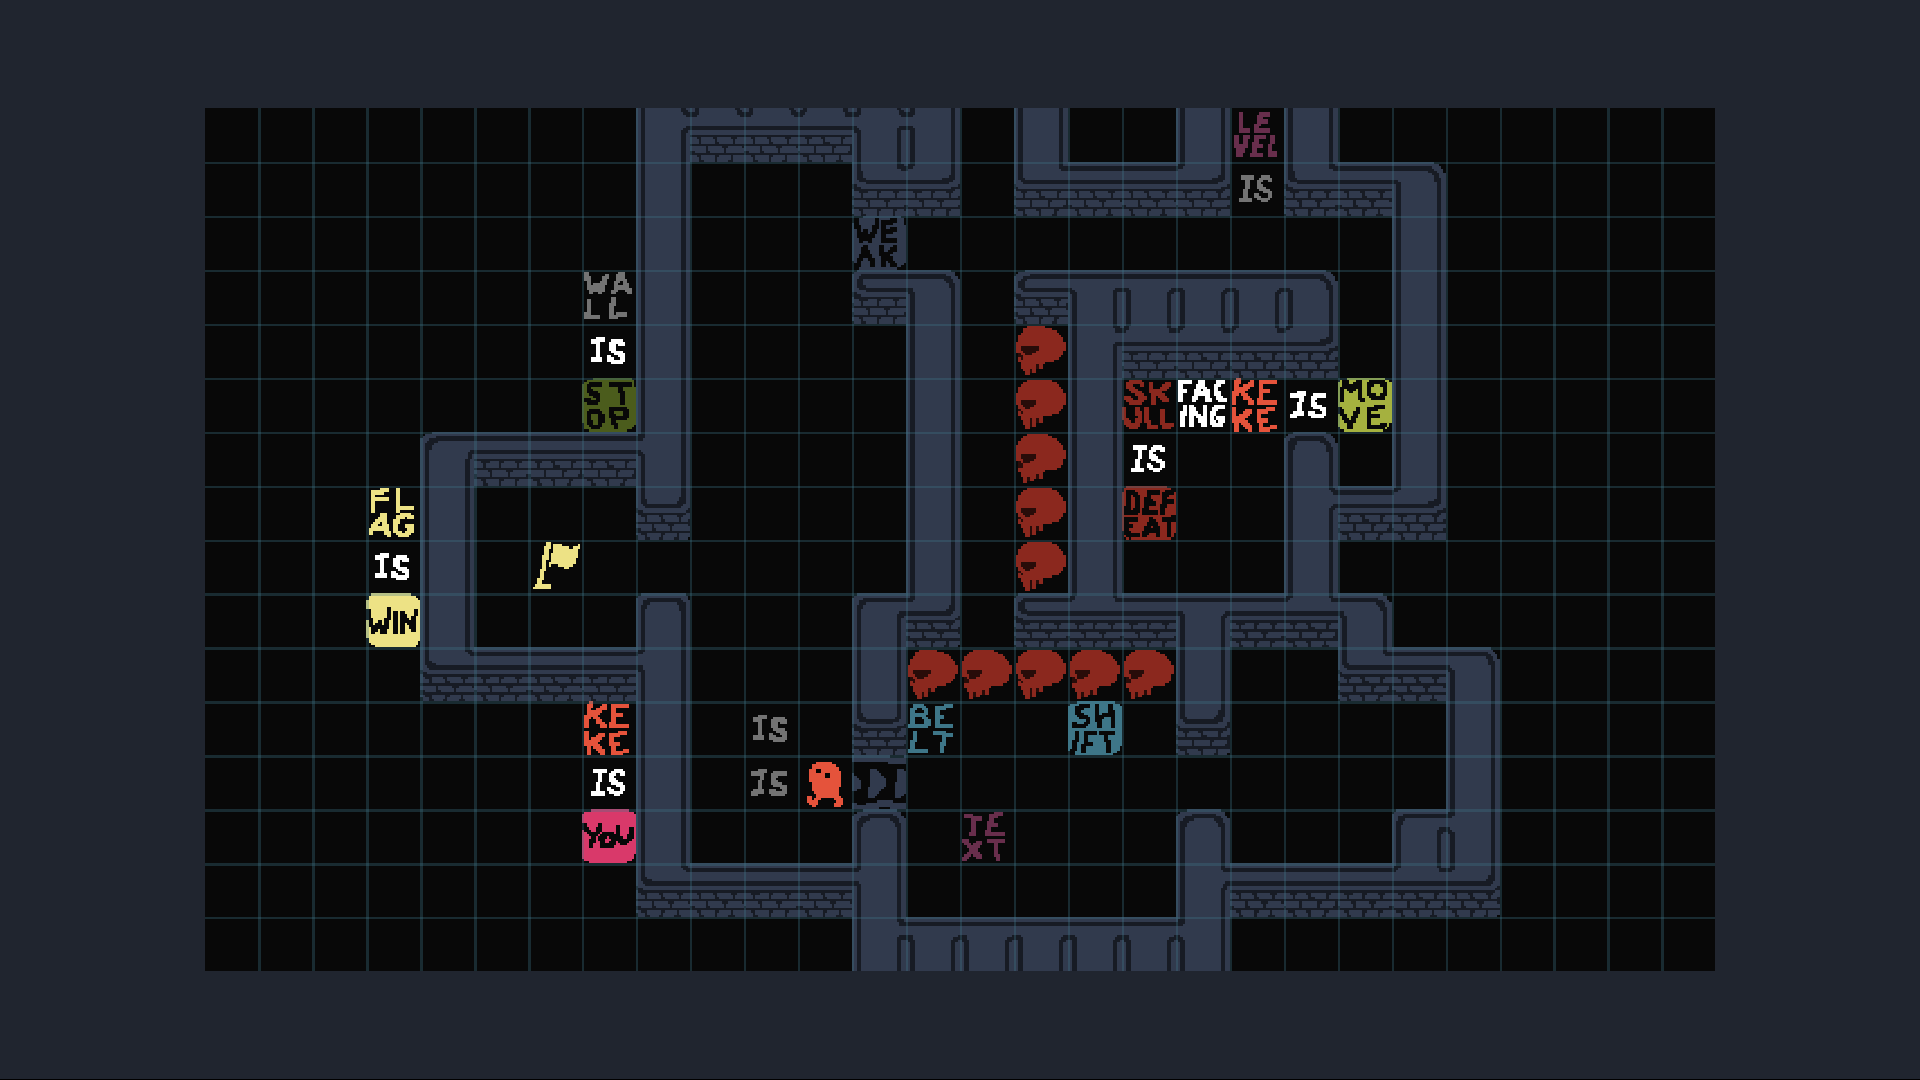 LEVEL
IS
WEAK
WALL
IS
STOP
SKULL FACING KEKE IS MOVE
IS
DEFEAT
FLAG
IS
WIN
KEKE
IS
YOU
IS
IS
BELT
SHIFT
TEXT